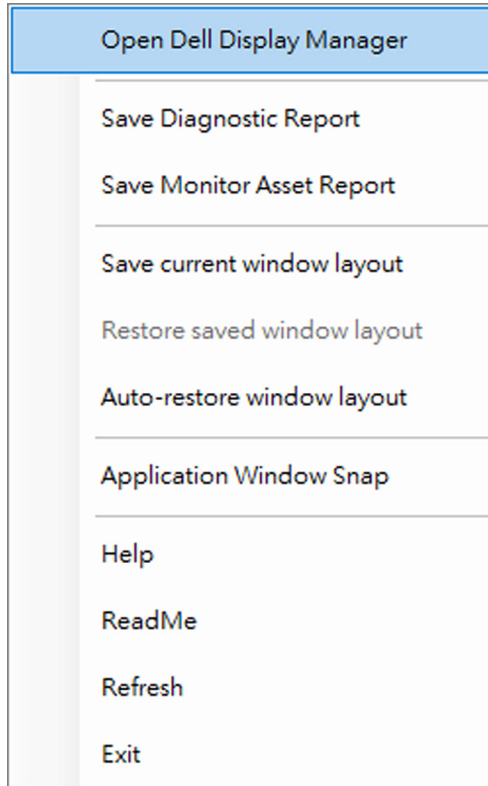 Open Dell Display Manager
Save Diagnostic Report
Save Monitor Asset Report
Save current window layout
Restore saved window layout
Auto-restore window layout
Application Window Snap
Help
ReadMe
Refresh
Exit